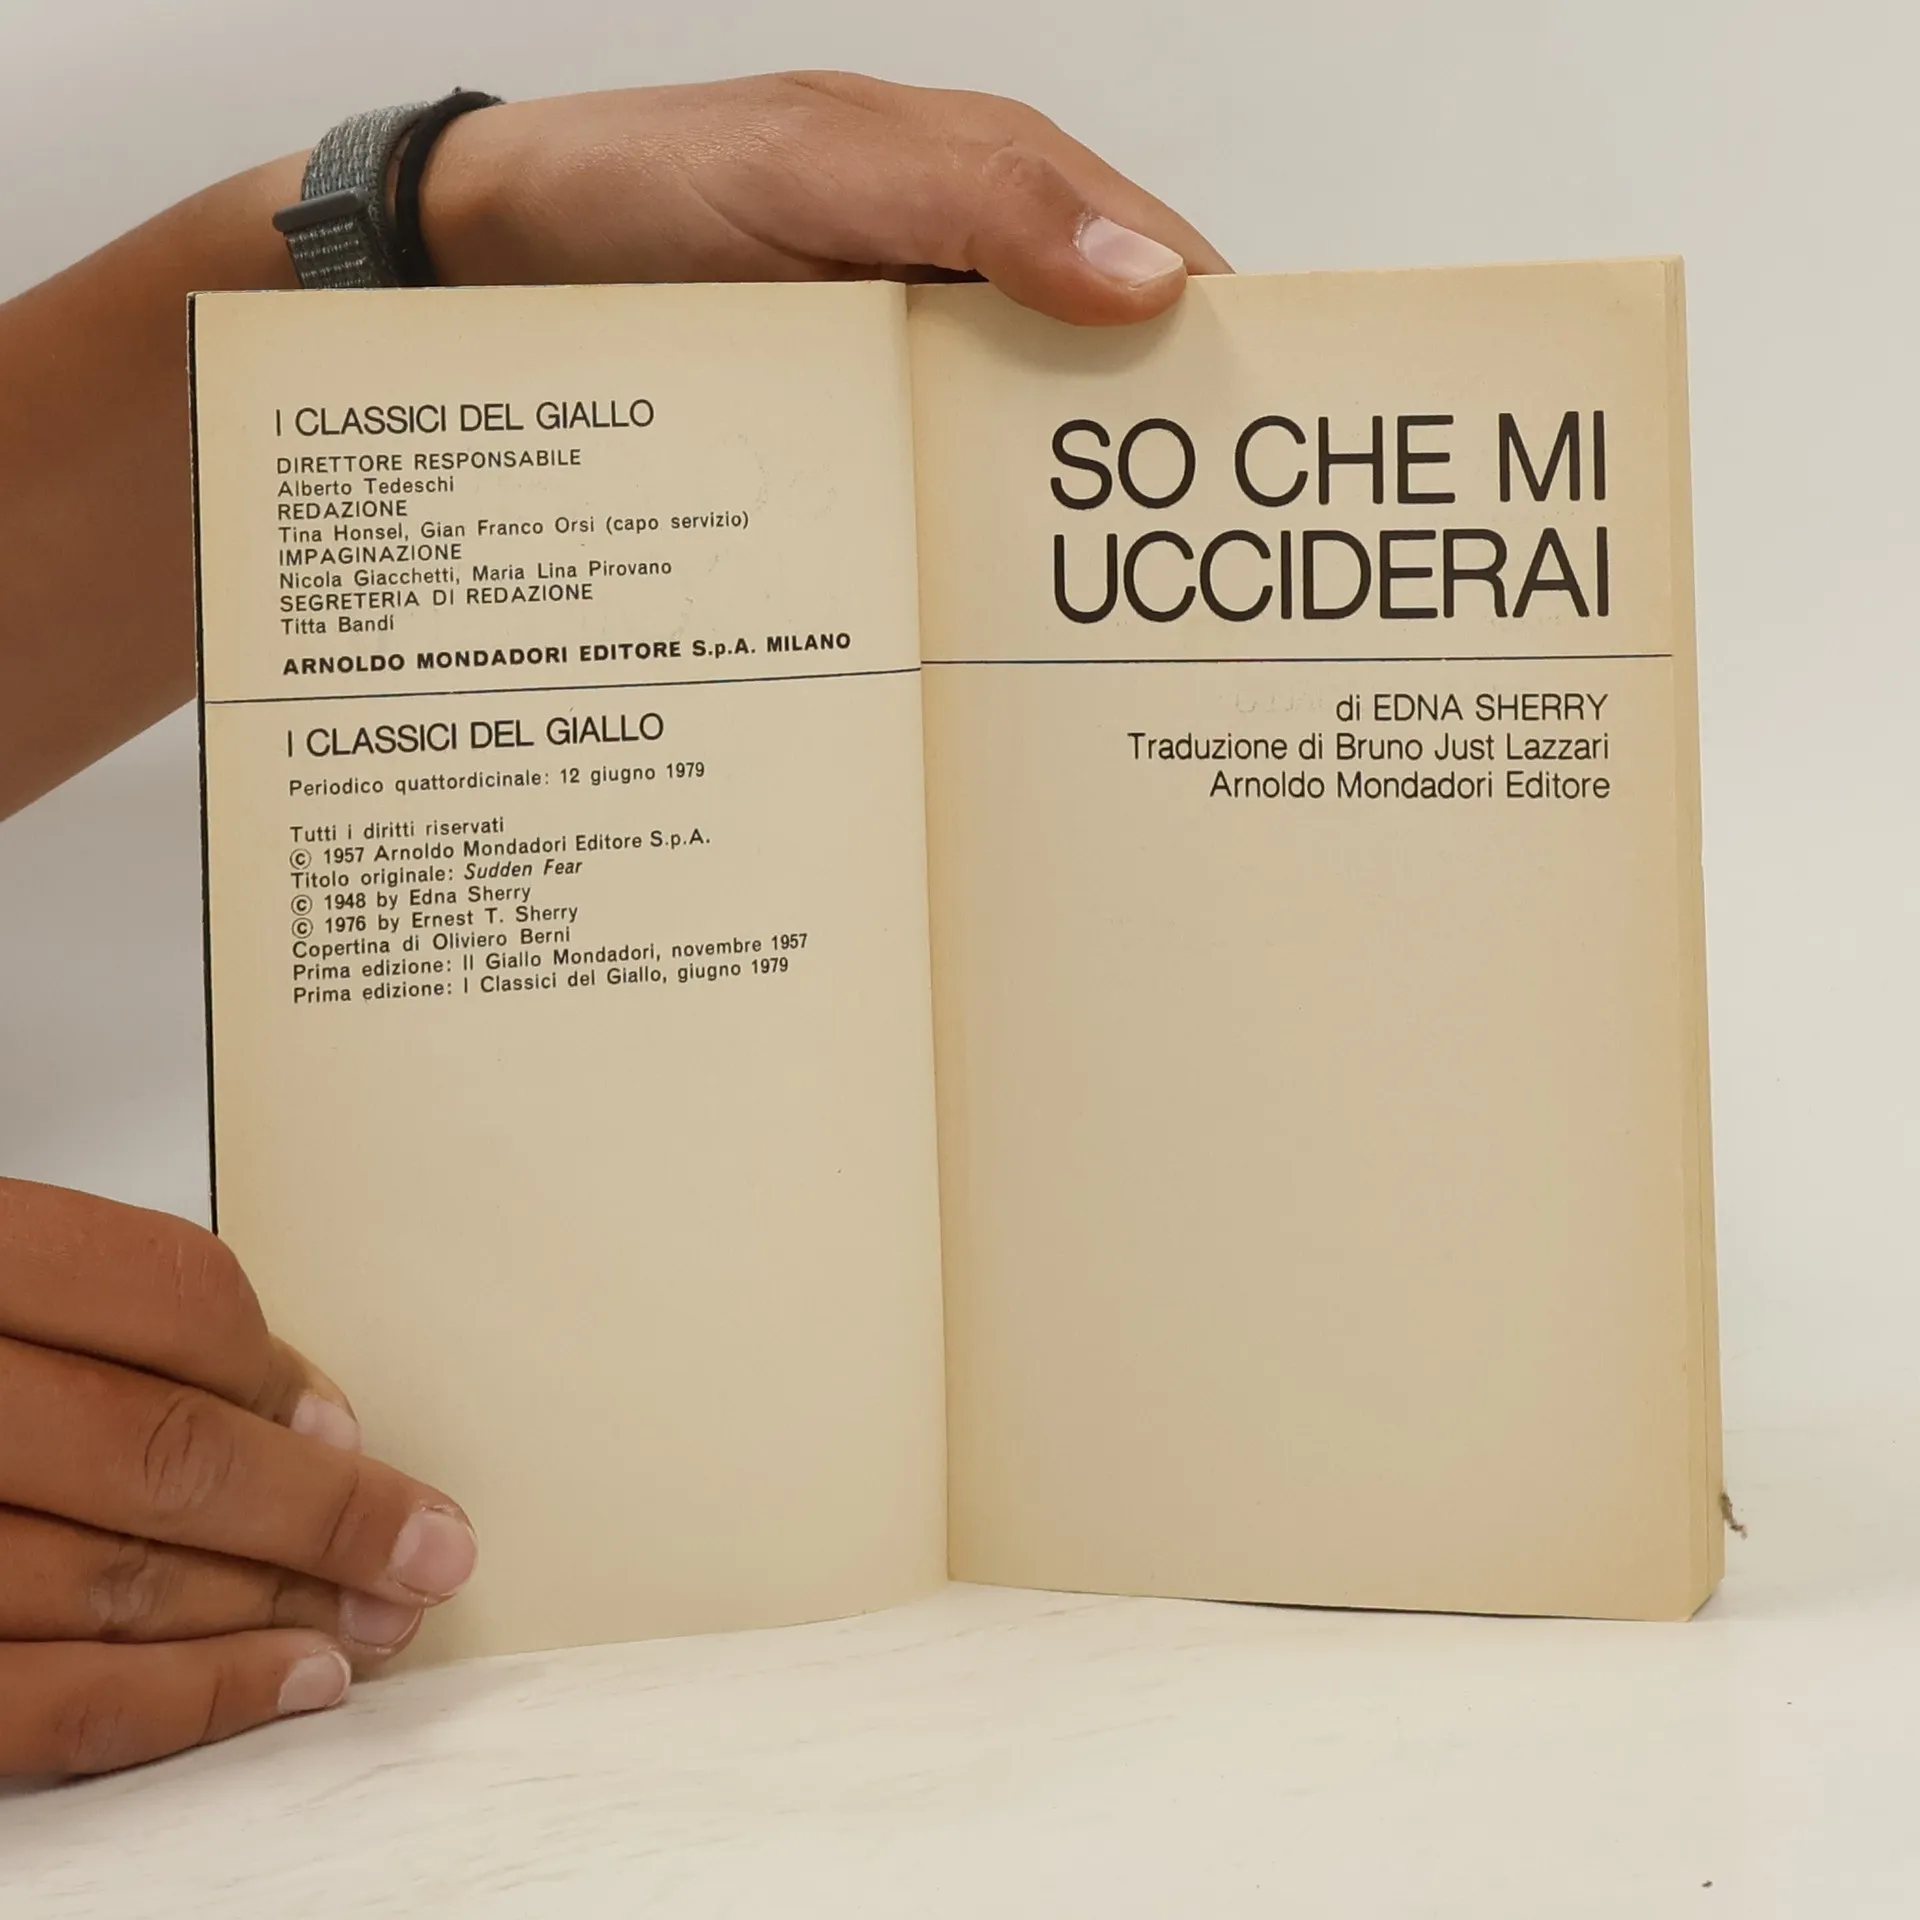 I CLASSICI DEL GIALLO
DIRETTORE RESPONSABILE
Alberto Tedeschi
REDAZIONE
Tina Honsel, Gian Franco Orsi (capo servizio)
IMPAGINAZIONE
Nicola Giacchetti, Maria Lina Pirovano
SEGRETERIA DI REDAZIONE
Titta Bandi
ARNOLDO MONDADORI EDITORE S.p.A. MILANO
I CLASSICI DEL GIALLO
Periodico quattordicinale: 12 giugno 1979
Tutti i diritti riservati
© 1957 Arnoldo Mondadori Editore S.p.A.
Titolo originale: Sudden Fear
© 1948 by Edna Sherry
© 1976 by Ernest T. Sherry
Copertina di Oliviero Berni
Prima edizione: Il Giallo Mondadori, novembre 1957
Prima edizione: I Classici del Giallo, giugno 1979
SO CHE MI
UCCIDERAI
di EDNA SHERRY
Traduzione di Bruno Just Lazzari
Arnoldo Mondadori Editore